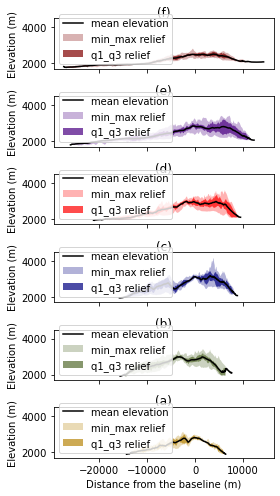 (f)
Elevation (m)
4000
2000
mean elevation
min_max relief
q1_q3 relief
(e)
Elevation (m)
4000
2000
mean elevation
min_max relief
q1_q3 relief
(d)
Elevation (m)
4000
2000
mean elevation
min_max relief
q1_q3 relief
(c)
Elevation (m)
4000
2000
mean elevation
min_max relief
q1_q3 relief
(b)
Elevation (m)
4000
2000
mean elevation
min_max relief
q1_q3 relief
(a)
Elevation (m)
4000
2000
mean elevation
min_max relief
q1_q3 relief
−20000 −10000 0 10000
Distance from the baseline (m)